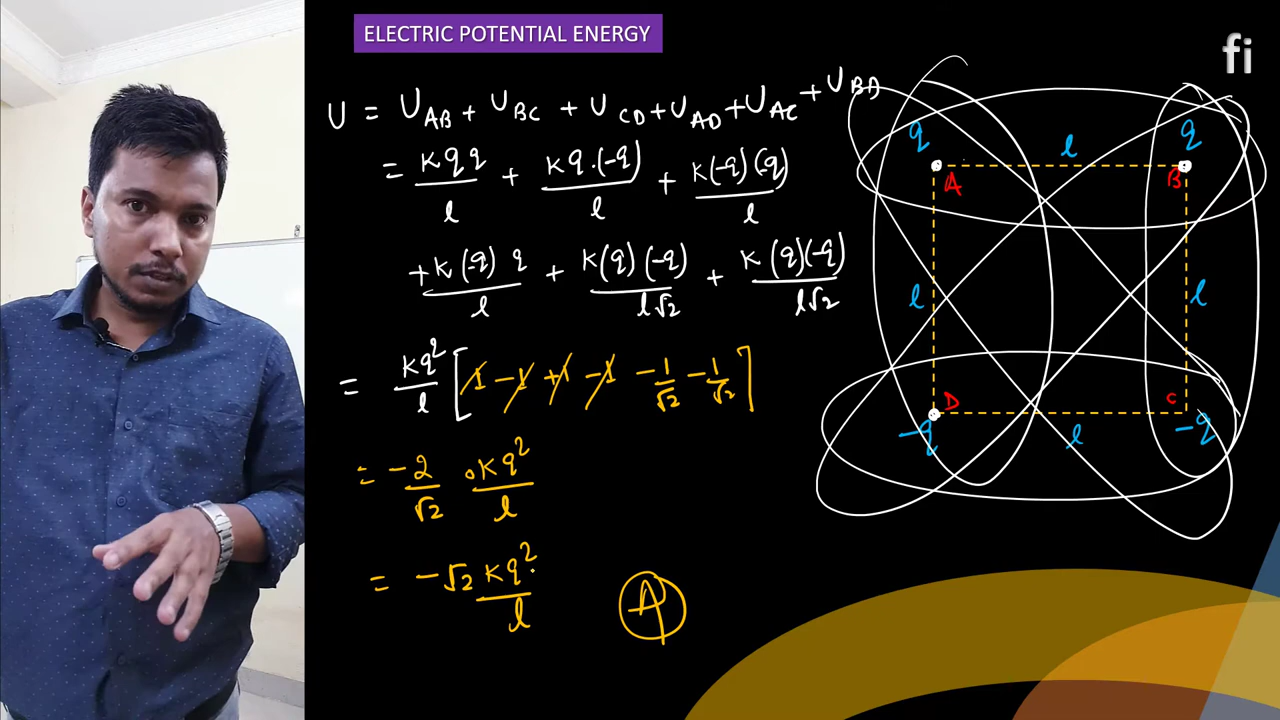 ELECTRIC POTENTIAL ENERGY
fi
U = U_AB + U_BC + U_CD + U_AD + U_AC + U_BD
= Kqq/l + Kq·(-q)/l + K(-q)(-q)/l
+ K(-q)q/l + K(q)(-q)/l√2 + K(q)(-q)/l√2
= Kq²/l [1 - 1 + 1 - 1 - 1/√2 - 1/√2]
= -2/√2 · Kq²/l
= -√2 Kq²/l
A
q l q
A B
l l
D C
-q l -q